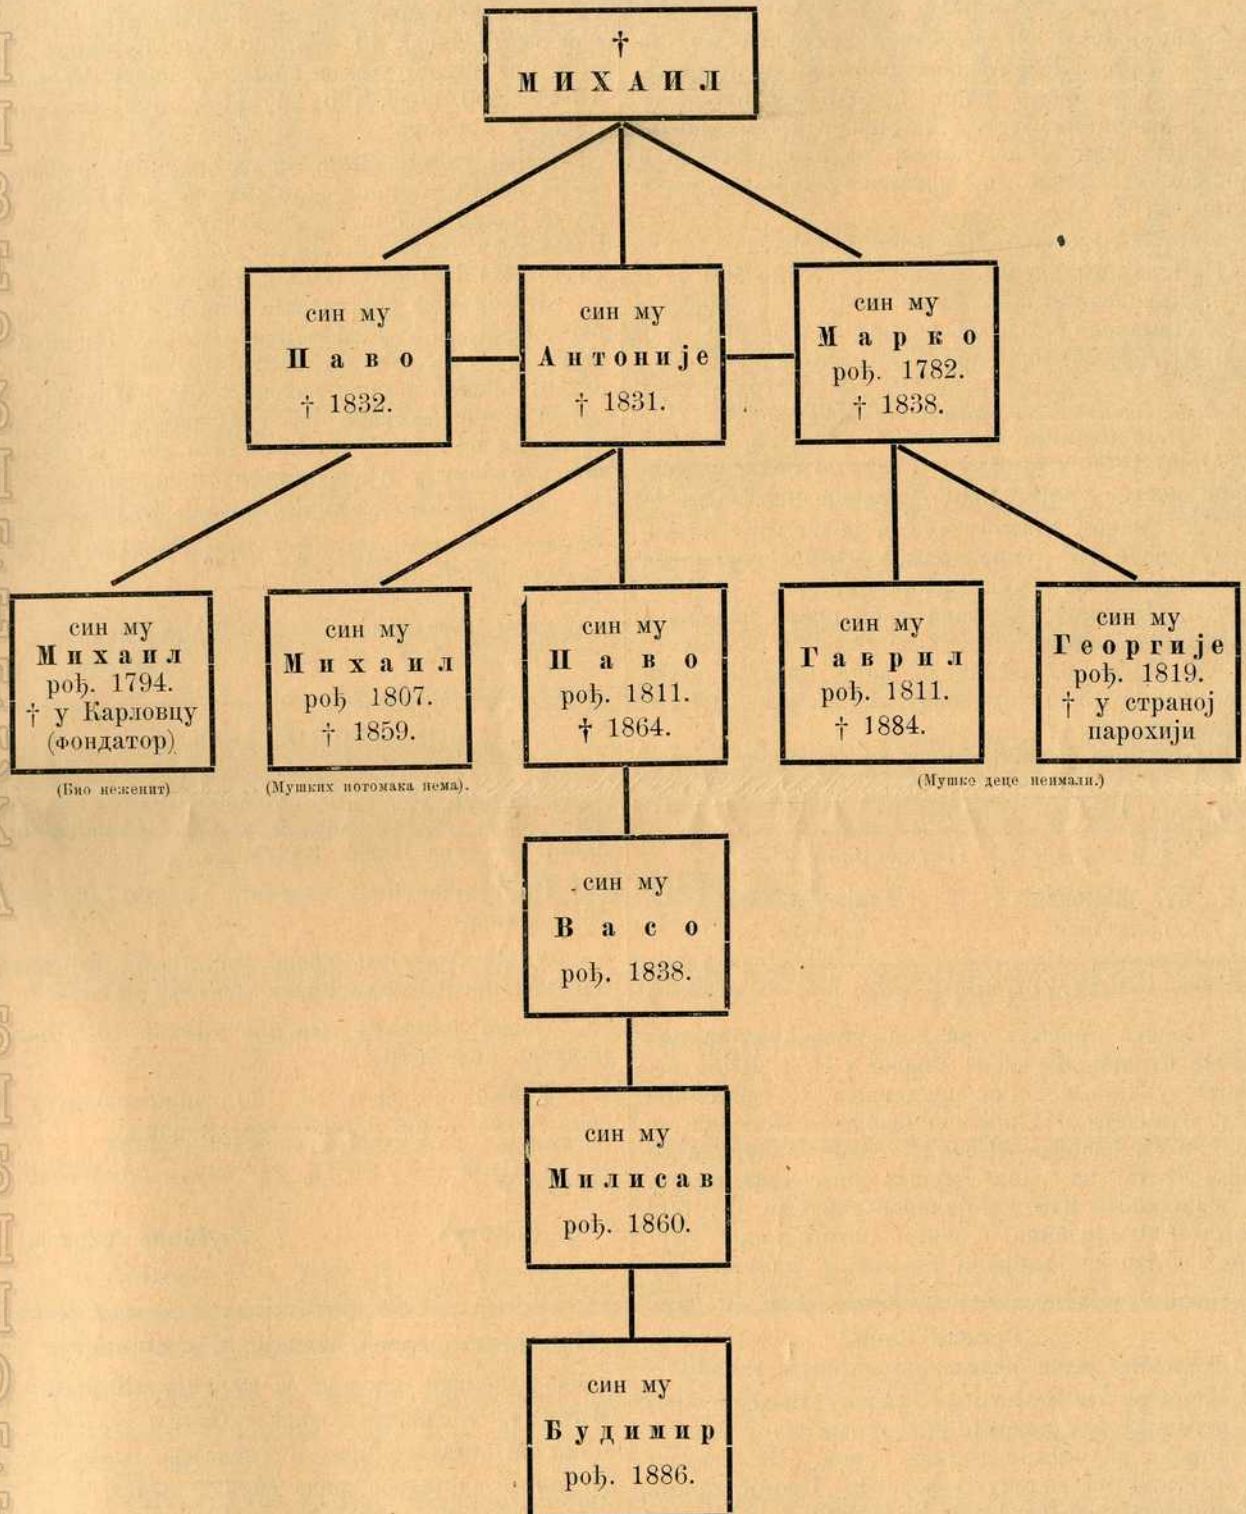 †
МИХАИЛ
син му
Паво
† 1832.
син му
Антоније
† 1831.
син му
Марко
рођ. 1782.
† 1838.
син му
Михаил
рођ. 1794.
† у Карловцу
(фондатор)
(Био неженит)
син му
Михаил
рођ 1807.
† 1859.
(Мушких потомака нема).
син му
Паво
рођ. 1811.
† 1864.
син му
Гаврил
рођ. 1811.
† 1884.
син му
Георгије
рођ. 1819.
† у страној
парохији
(Мушке деце неимали.)
син му
Васо
рођ. 1838.
син му
Милисав
рођ. 1860.
син му
Будимир
рођ. 1886.